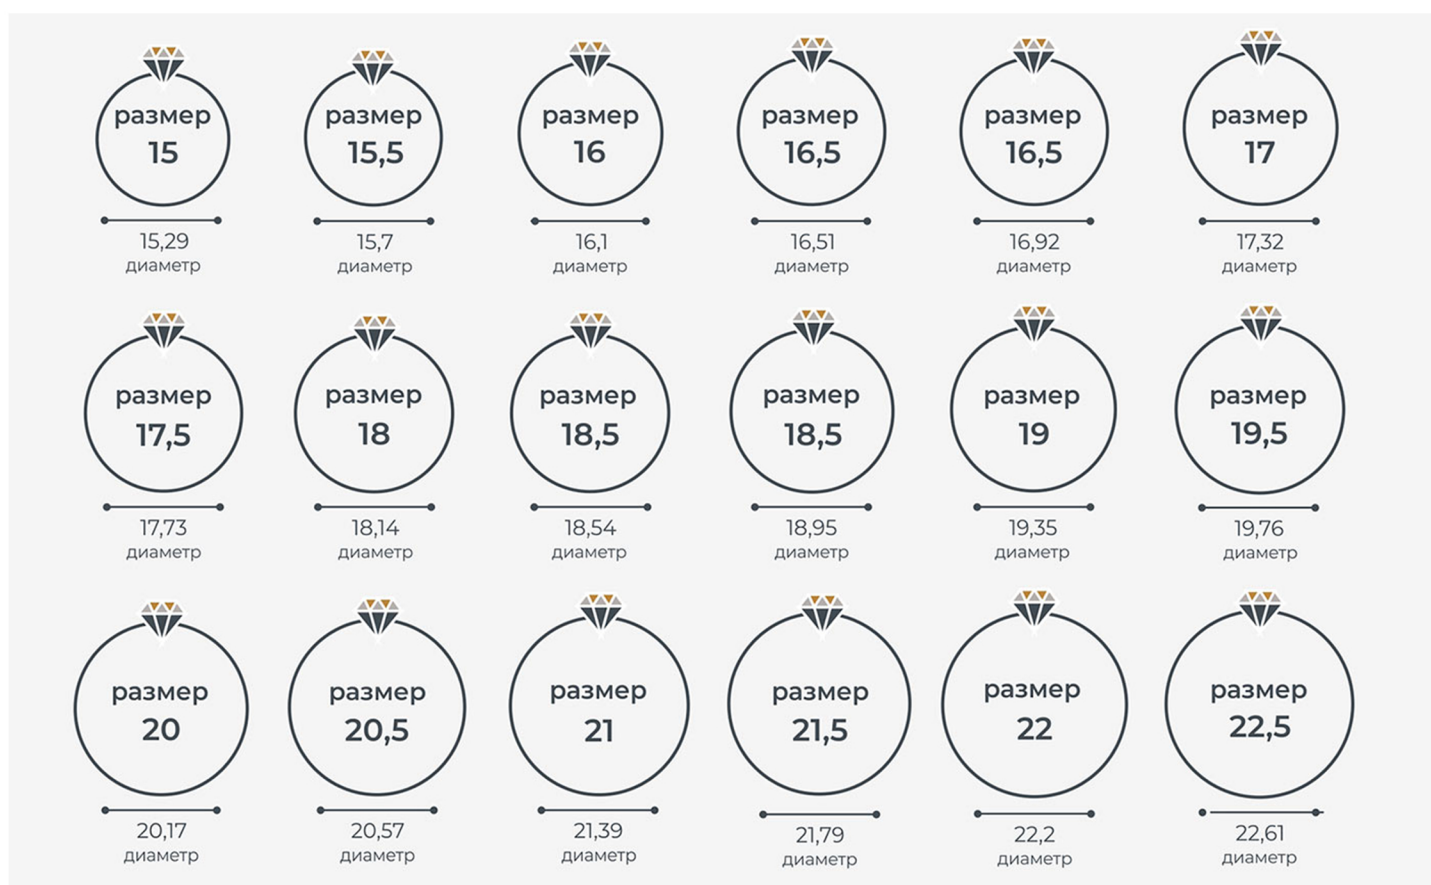 размер
15
15,29
диаметр
размер
15,5
15,7
диаметр
размер
16
16,1
диаметр
размер
16,5
16,51
диаметр
размер
16,5
16,92
диаметр
размер
17
17,32
диаметр
размер
17,5
17,73
диаметр
размер
18
18,14
диаметр
размер
18,5
18,54
диаметр
размер
18,5
18,95
диаметр
размер
19
19,35
диаметр
размер
19,5
19,76
диаметр
размер
20
20,17
диаметр
размер
20,5
20,57
диаметр
размер
21
21,39
диаметр
размер
21,5
21,79
диаметр
размер
22
22,2
диаметр
размер
22,5
22,61
диаметр